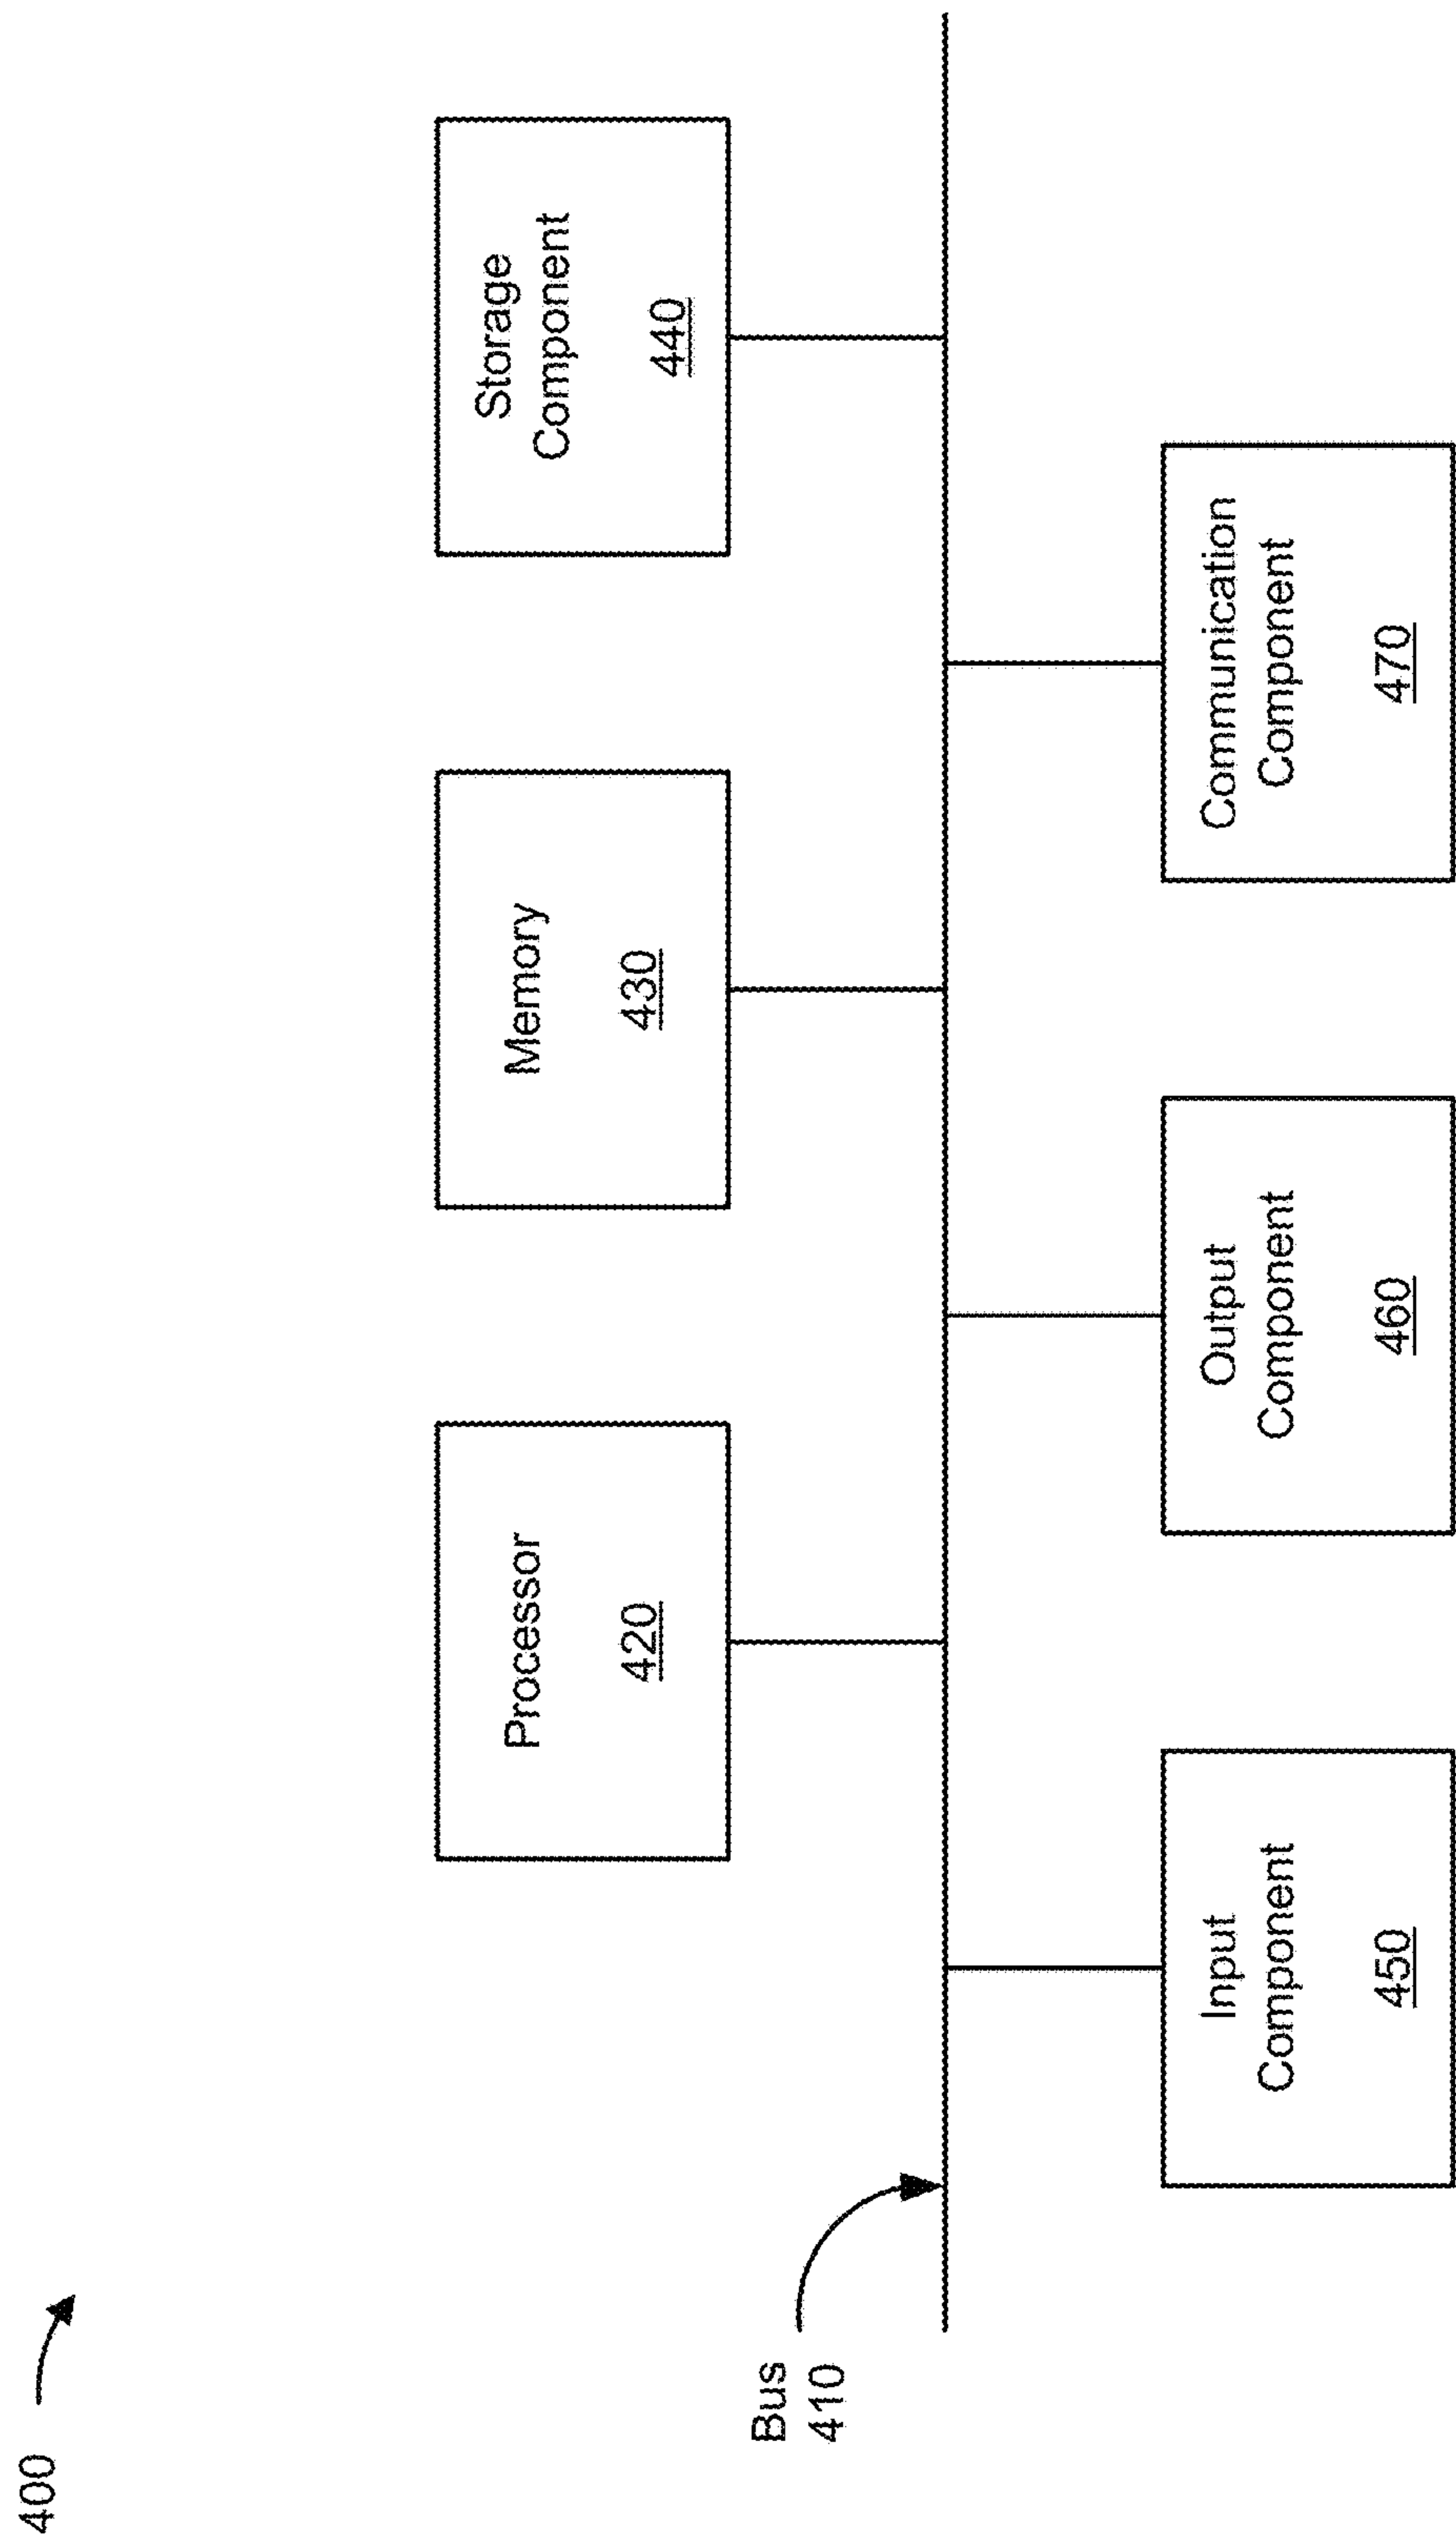 400
Processor
420
Memory
430
Storage
Component
440
Bus
410
Input
Component
450
Output
Component
460
Communication
Component
470